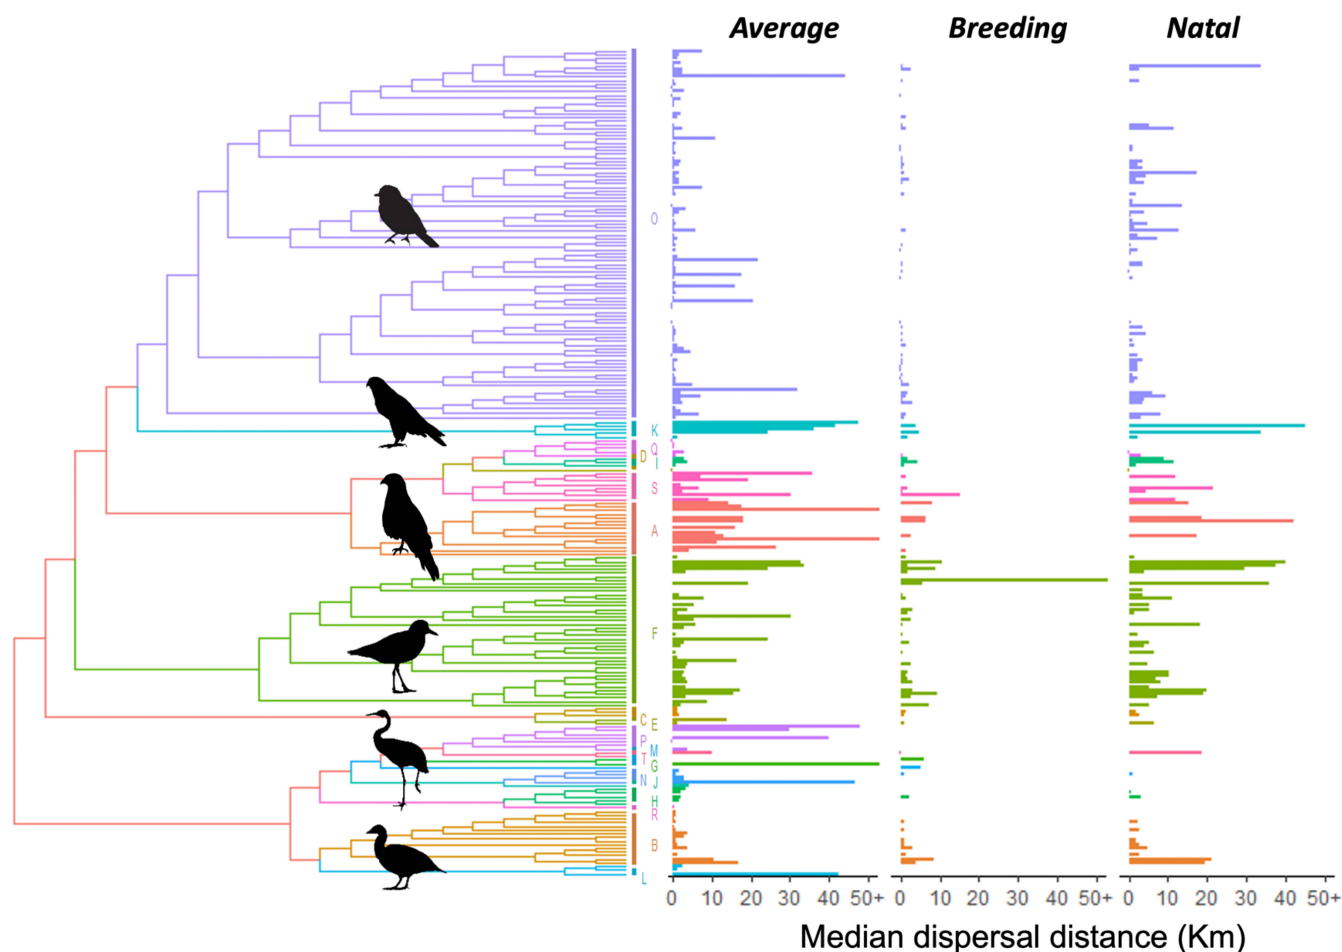 Average Breeding Natal
O
K
Q
D
I
S
A
F
C E
P
M
T
G
N J
H
R
B
L
0 10 20 30 40 50+ 0 10 20 30 40 50+ 0 10 20 30 40 50+
Median dispersal distance (Km)